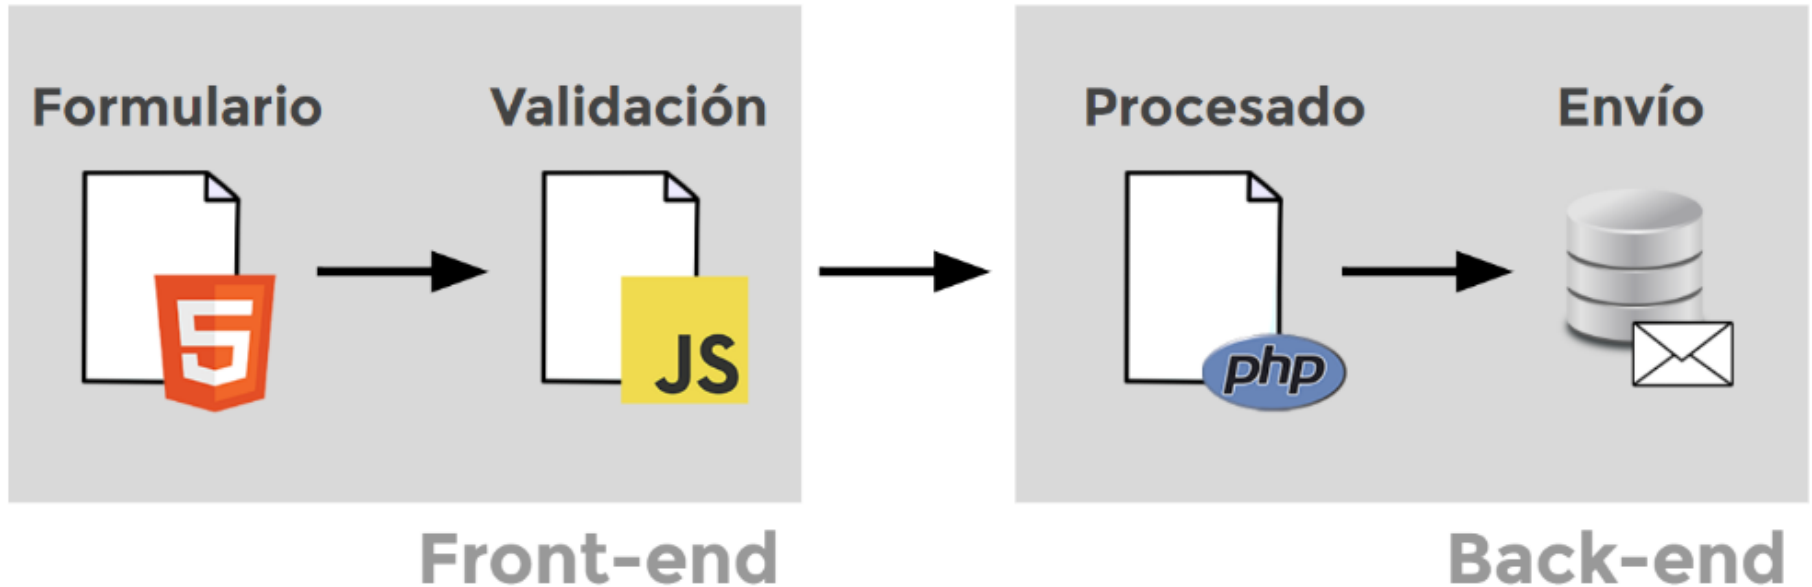 Formulario
Validación
Procesado
Envío
5
JS
php
Front-end
Back-end